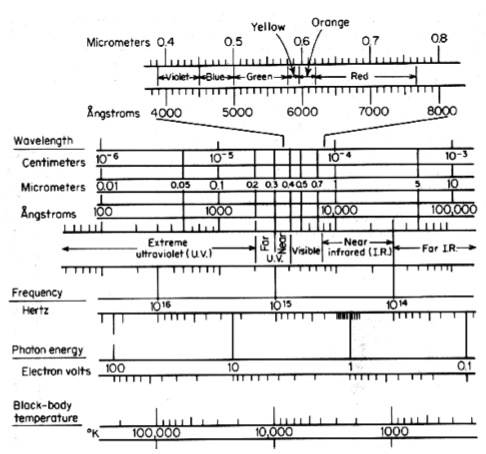 Yellow Orange
Micrometers 0.4 0.5 0.6 0.7 0.8
Violet Blue Green Red
Ångstroms 4000 5000 6000 7000 8000
Wavelength
Centimeters 10-6 10-5 10-4 10-3
Micrometers 0.01 0.05 0.1 0.2 0.3 0.4 0.5 0.7 1 5 10
Ångstroms 100 1000 10,000 100,000
Extreme ultraviolet (U.V.) Far Near U.V. Visible Near infrared (I.R.) Far I.R.
Frequency
Hertz 1016 1015 1014
Photon energy
Electron volts 100 10 1 0.1
Black-body
temperature
°K 100,000 10,000 1000